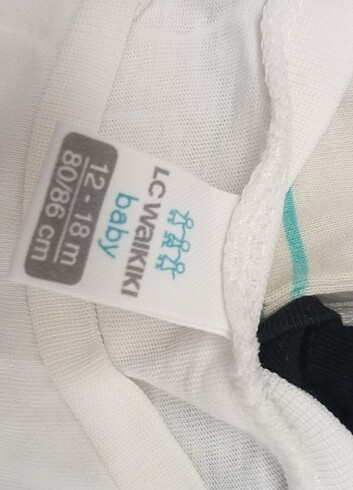 LC WAIKIKI
baby
12 - 18 m
80/86 cm